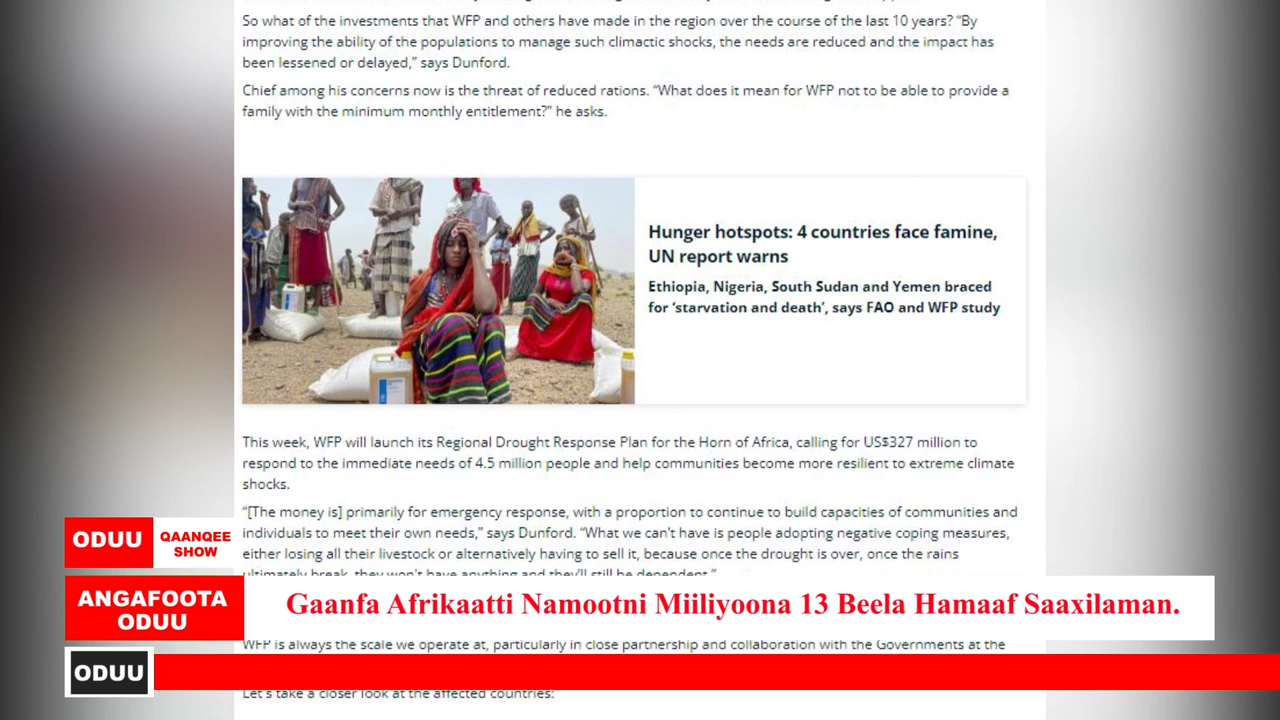 So what of the investments that WFP and others have made in the region over the course of the last 10 years? “By
improving the ability of the populations to manage such climactic shocks, the needs are reduced and the impact has
been lessened or delayed,” says Dunford.
Chief among his concerns now is the threat of reduced rations. “What does it mean for WFP not to be able to provide a
family with the minimum monthly entitlement?” he asks.
Hunger hotspots: 4 countries face famine,
UN report warns
Ethiopia, Nigeria, South Sudan and Yemen braced
for ‘starvation and death’, says FAO and WFP study
This week, WFP will launch its Regional Drought Response Plan for the Horn of Africa, calling for US$327 million to
respond to the immediate needs of 4.5 million people and help communities become more resilient to extreme climate
shocks.
“[The money is] primarily for emergency response, with a proportion to continue to build capacities of communities and
individuals to meet their own needs,” says Dunford. “What we can’t have is people adopting negative coping measures,
either losing all their livestock or alternatively having to sell it, because once the drought is over, once the rains
ultimately break, they won’t have anything and they’ll still be dependent.”
ODUU
QAANQEE
SHOW
ANGAFOOTA
ODUU
Gaanfa Afrikaatti Namootni Miiliyoona 13 Beela Hamaaf Saaxilaman.
WFP is always the scale we operate at, particularly in close partnership and collaboration with the Governments at the
ODUU
Let’s take a closer look at the affected countries: